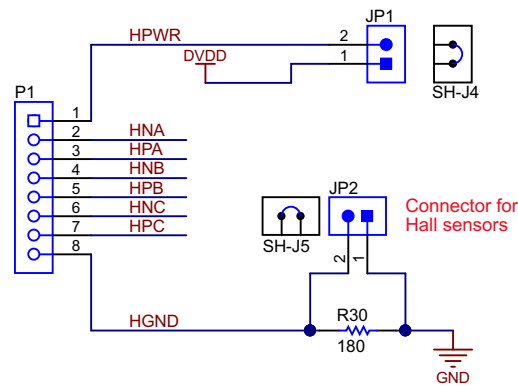 JP1
HPWR
2
DVDD
1
SH-J4
P1
1
2
HNA
3
HPA
4
HNB
5
HPB
6
HNC
7
HPC
8
JP2
Connector for
Hall sensors
SH-J5
2
1
HGND
R30
180
GND